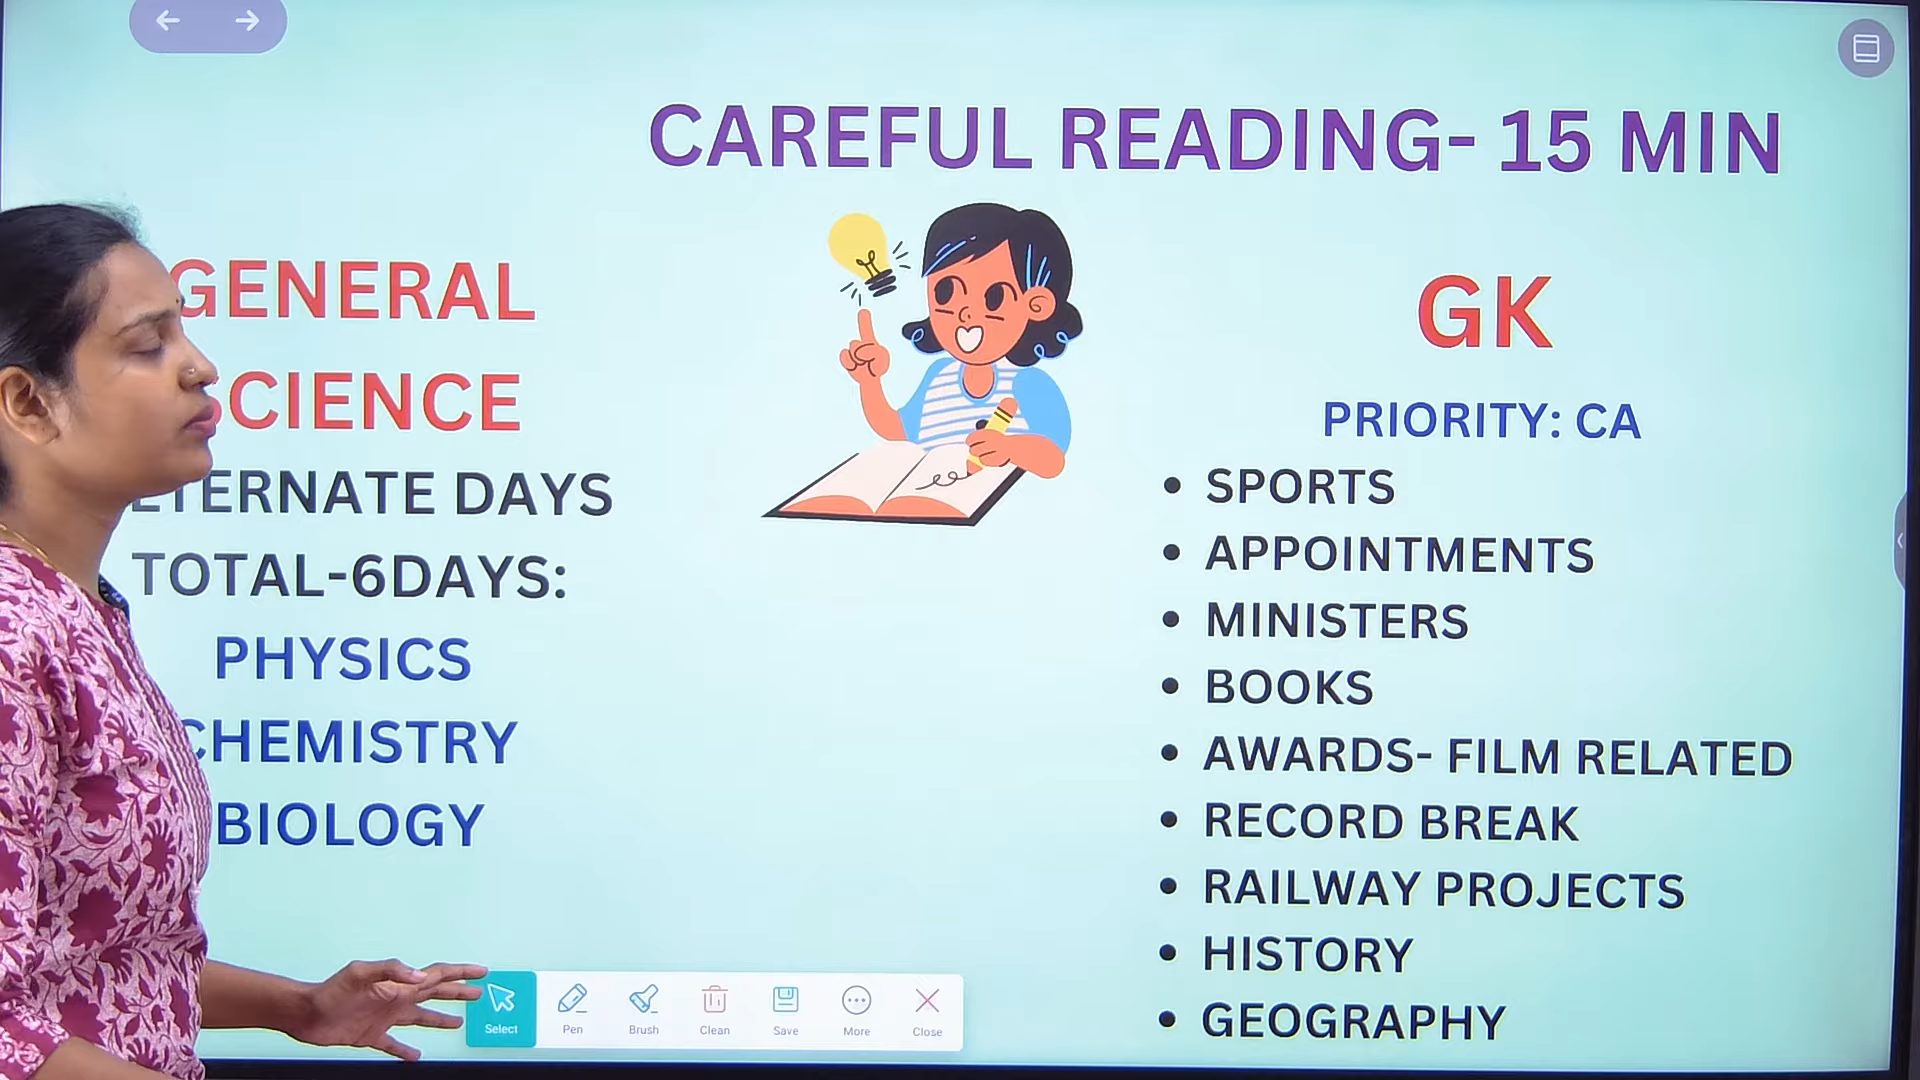 CAREFUL READING- 15 MIN
GENERAL
SCIENCE
ALTERNATE DAYS
TOTAL-6DAYS:
PHYSICS
CHEMISTRY
BIOLOGY
GK
PRIORITY: CA
• SPORTS
• APPOINTMENTS
• MINISTERS
• BOOKS
• AWARDS- FILM RELATED
• RECORD BREAK
• RAILWAY PROJECTS
• HISTORY
• GEOGRAPHY
Select Pen Brush Clean Save More Close